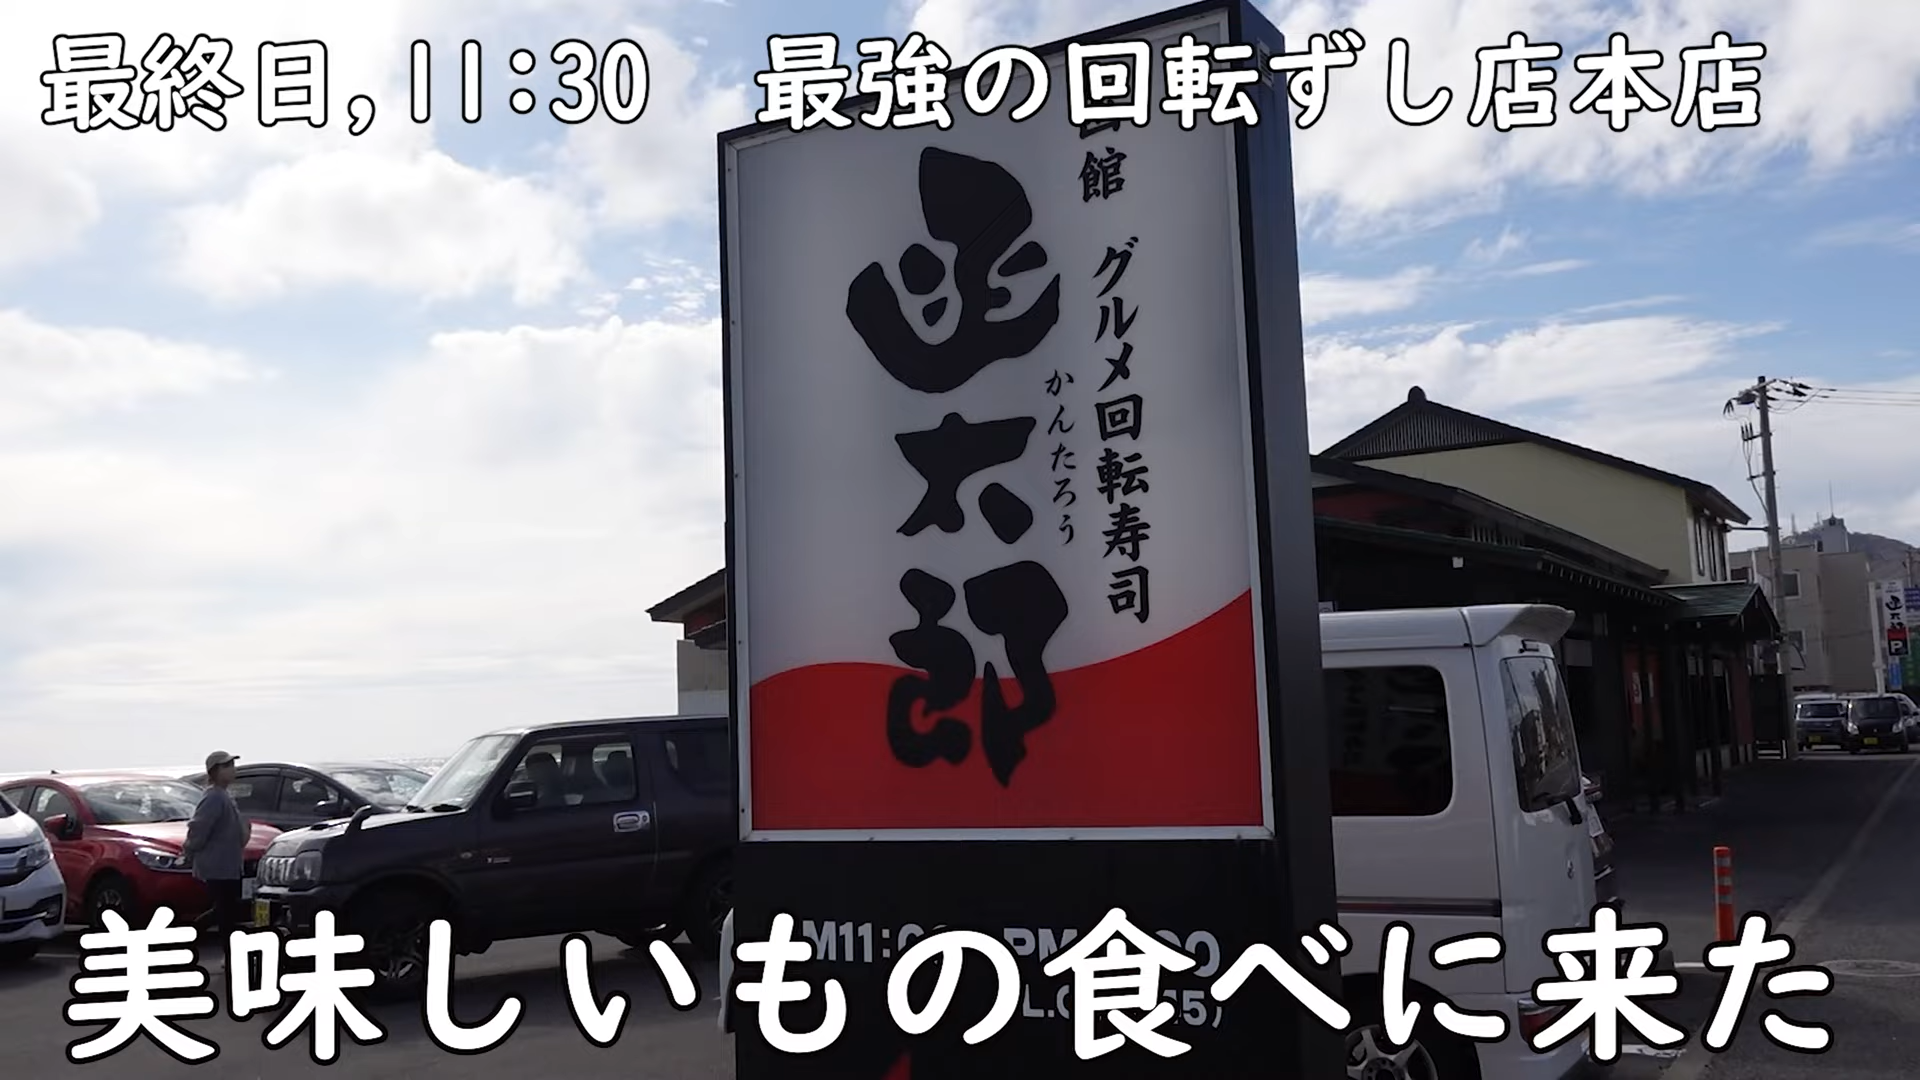 最終日,11:30　最強の回転ずし店本店
館 グルメ回転寿司
かんたろう
函太郎
P
美味しいもの食べに来た